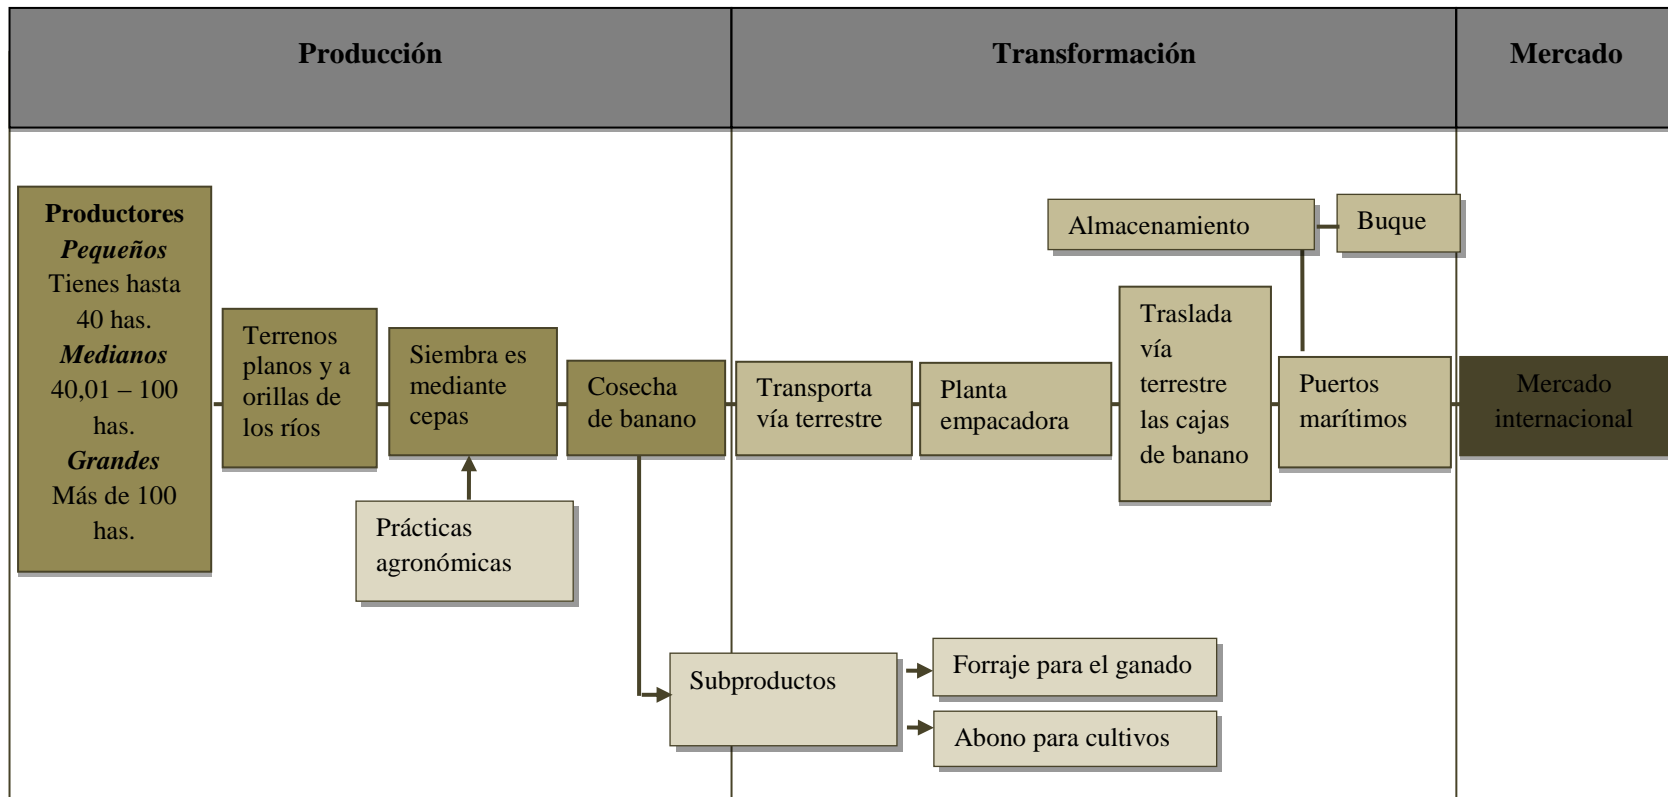 Producción
Transformación
Mercado
Productores
Pequeños
Tienes hasta
40 has.
Medianos
40,01 – 100
has.
Grandes
Más de 100
has.
Terrenos
planos y a
orillas de
los ríos
Siembra es
mediante
cepas
Prácticas
agronómicas
Cosecha
de banano
Transporta
vía terrestre
Planta
empacadora
Traslada
vía
terrestre
las cajas
de banano
Almacenamiento
Buque
Puertos
marítimos
Mercado
internacional
Subproductos
Forraje para el ganado
Abono para cultivos